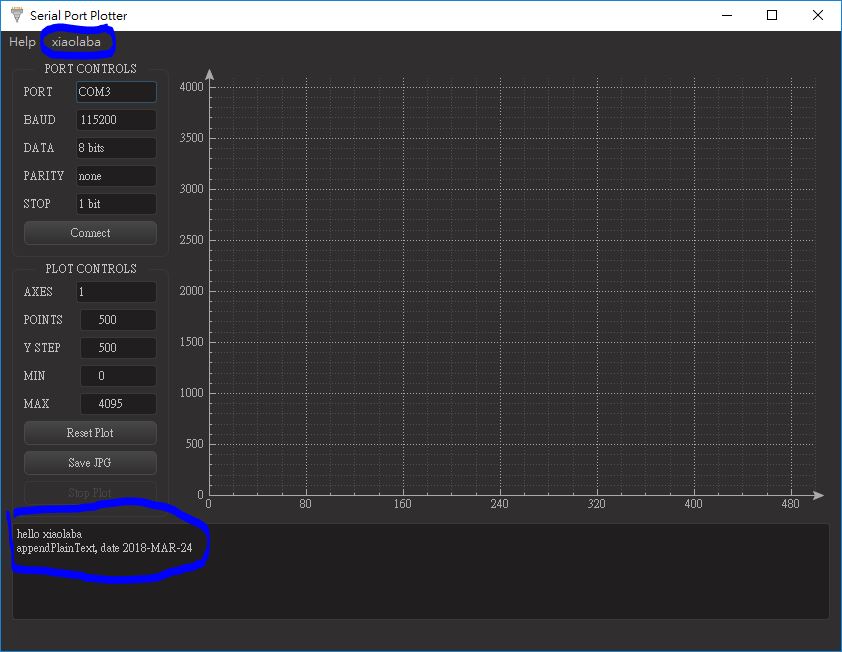 Serial Port Plotter
Help xiaolaba
PORT CONTROLS
PORT COM3
BAUD 115200
DATA 8 bits
PARITY none
STOP 1 bit
Connect
PLOT CONTROLS
AXES 1
POINTS 500
Y STEP 500
MIN 0
MAX 4095
Reset Plot
Save JPG
Stop Plot
4000
3500
3000
2500
2000
1500
1000
500
0
0 80 160 240 320 400 480
hello xiaolaba
appendPlainText, date 2018-MAR-24